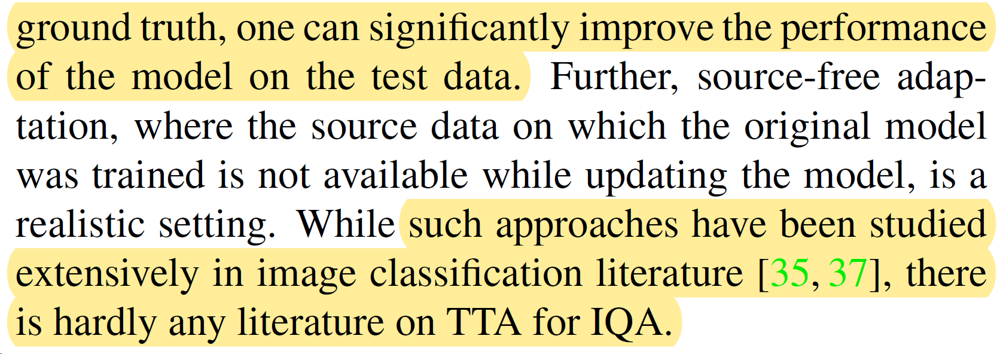 ground truth, one can significantly improve the performance
of the model on the test data. Further, source-free adap-
tation, where the source data on which the original model
was trained is not available while updating the model, is a
realistic setting. While such approaches have been studied
extensively in image classification literature [35, 37], there
is hardly any literature on TTA for IQA.